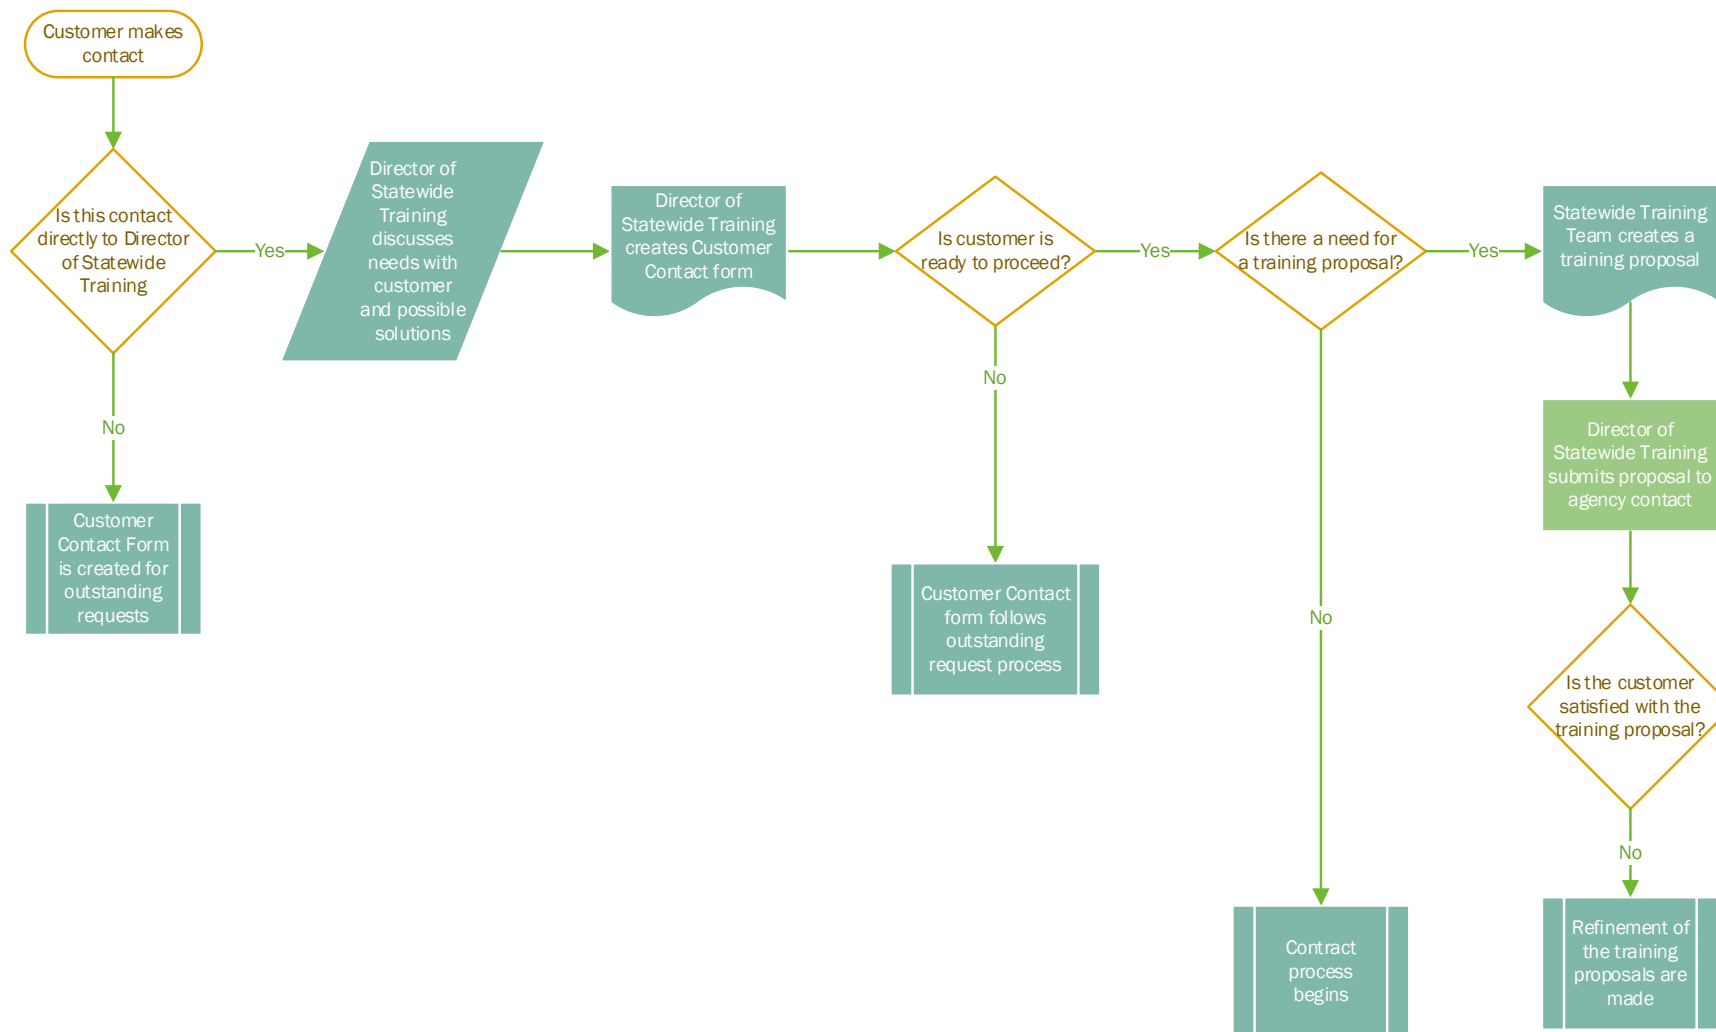 Customer makes
contact
Is this contact
directly to Director
of Statewide
Training
Yes
Director of
Statewide
Training
discusses
needs with
customer
and possible
solutions
Director of
Statewide Training
creates Customer
Contact form
Is customer is
ready to proceed?
Yes
Is there a need for
a training proposal?
Yes
Statewide Training
Team creates a
training proposal
No
Customer
Contact Form
is created for
outstanding
requests
No
Customer Contact
form follows
outstanding
request process
No
Contract
process
begins
Director of
Statewide Training
submits proposal to
agency contact
Is the customer
satisfied with the
training proposal?
No
Refinement of
the training
proposals are
made